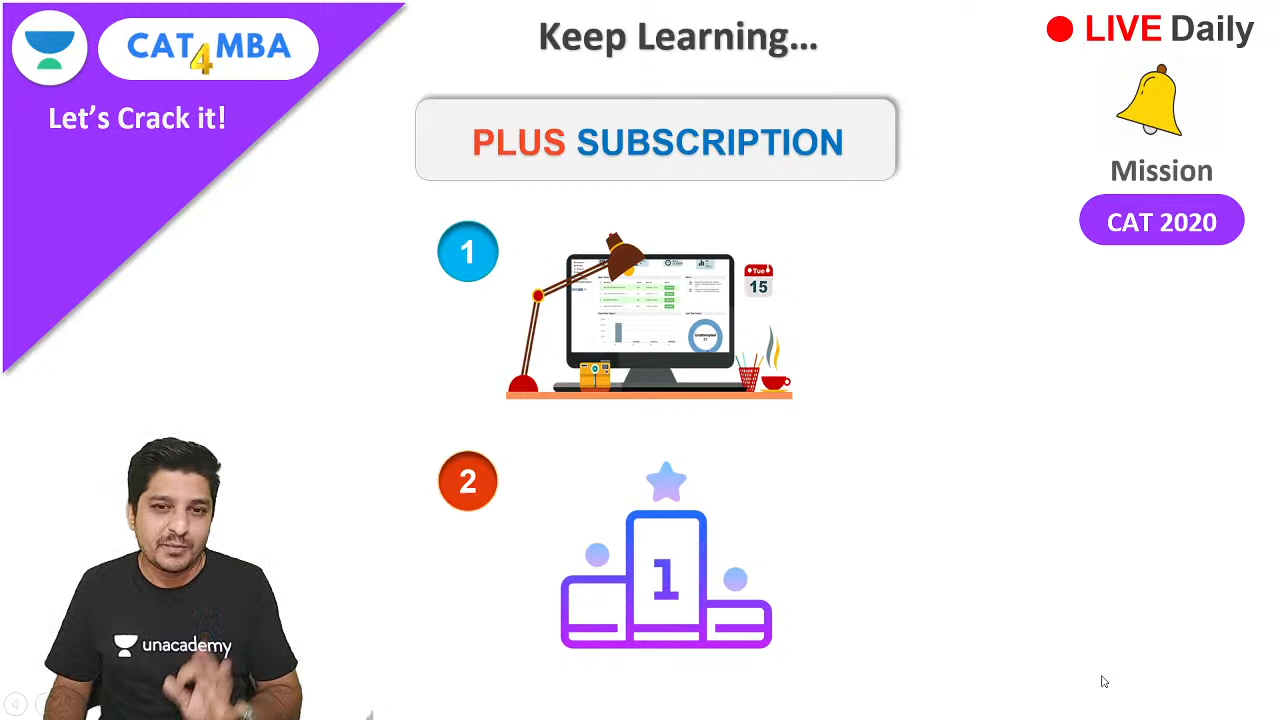 CAT4MBA
Let's Crack it!
Keep Learning...
LIVE Daily
Mission
CAT 2020
PLUS SUBSCRIPTION
1
Tue
15
2
1
unacademy